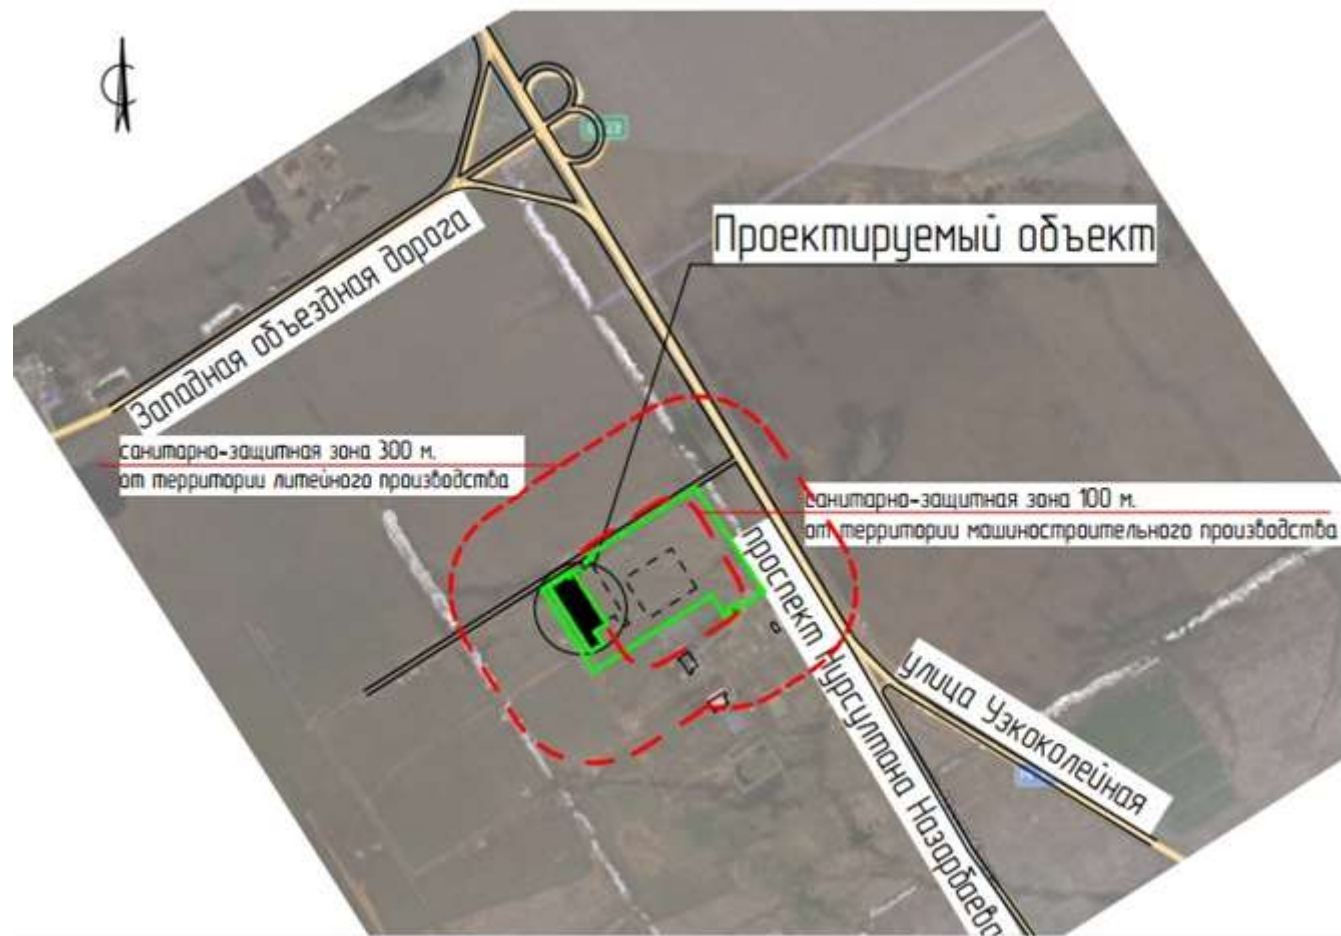 Проектируемый объект
Западная объездная дорога
санитарно-защитная зона 300 м.
от территории литейного производства
санитарно-защитная зона 100 м.
от территории машиностроительного производства
проспект Нурсултана Назарбаева
улица Узкоколейная